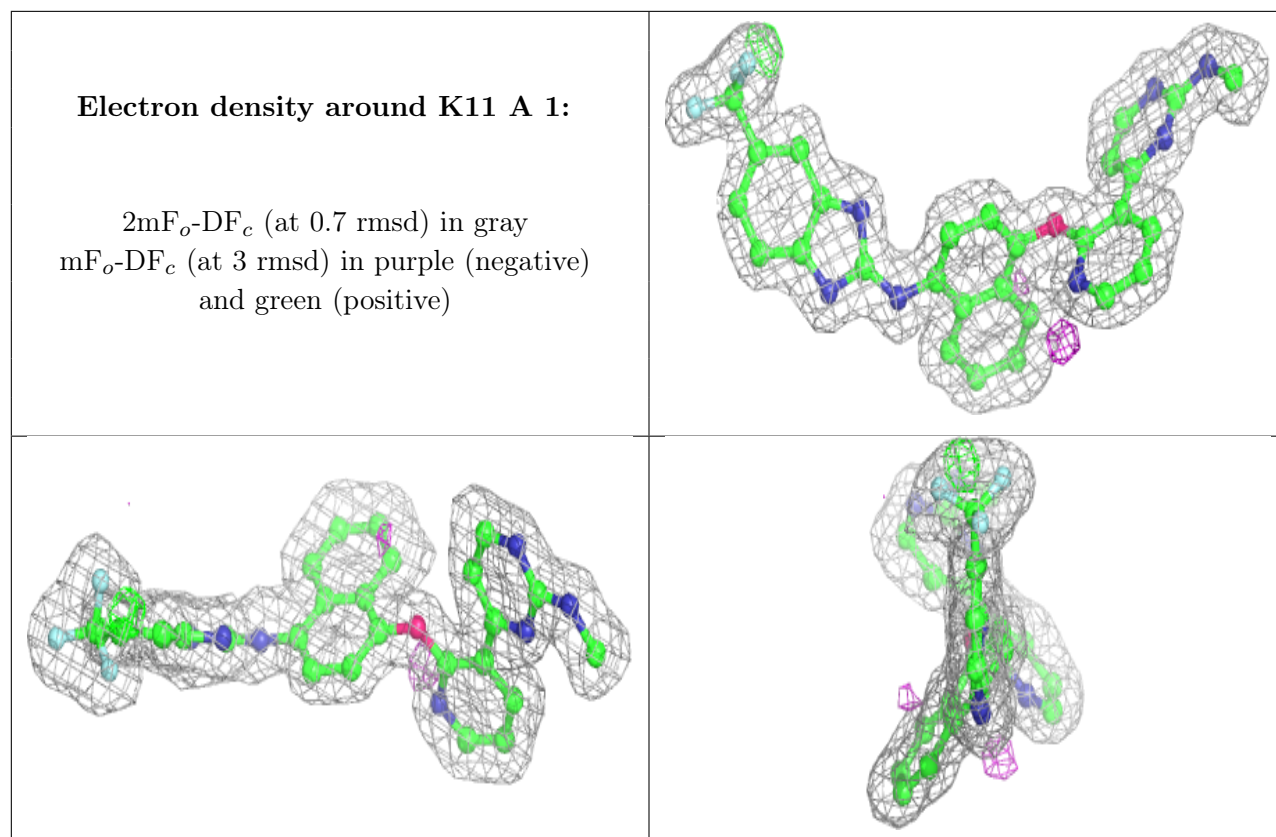 Electron density around K11 A 1:
2mFₒ-DF𝒸 (at 0.7 rmsd) in gray
mFₒ-DF𝒸 (at 3 rmsd) in purple (negative)
and green (positive)